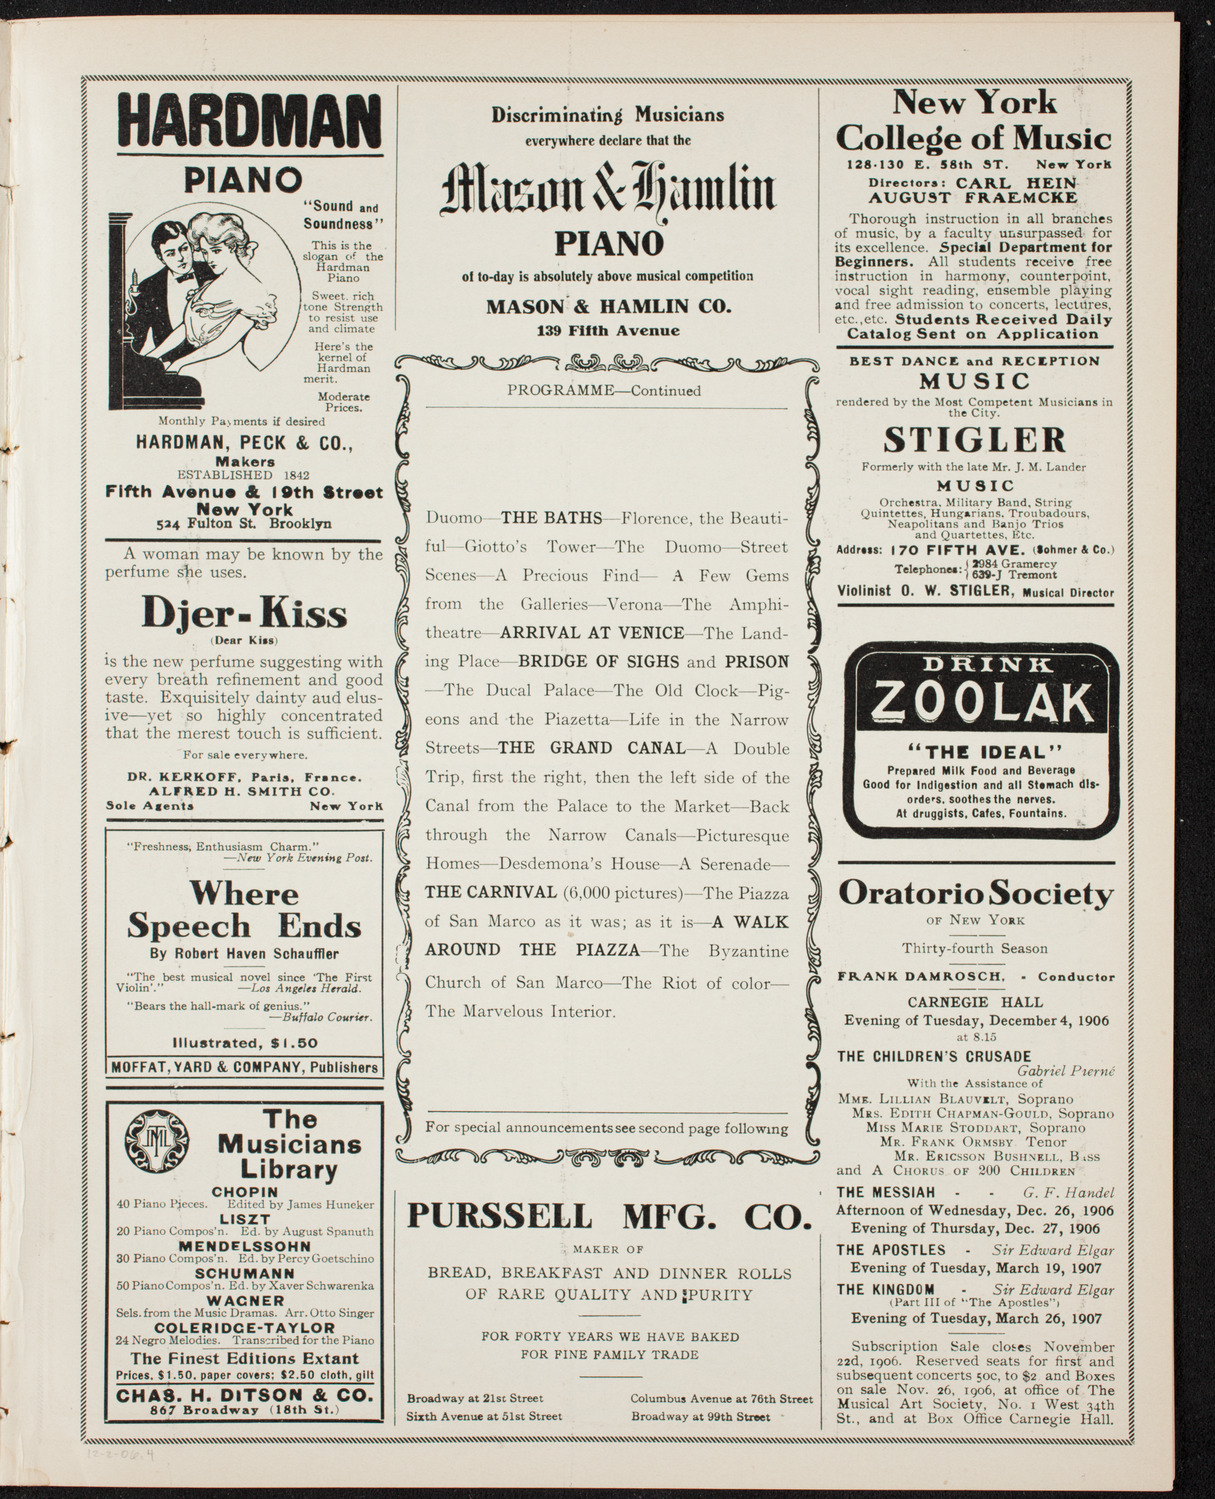 HARDMAN
PIANO
"Sound and
Soundness"
This is the
slogan of the
Hardman
Piano
Sweet, rich
tone Strength
to resist use
and climate
Here's the
kernel of
Hardman
merit.
Moderate
Prices.
Monthly Payments if desired
HARDMAN, PECK & CO.,
Makers
ESTABLISHED 1842
Fifth Avenue & 19th Street
New York
524 Fulton St. Brooklyn
A woman may be known by the
perfume she uses.
Djer-Kiss
(Dear Kiss)
is the new perfume suggesting with
every breath refinement and good
taste. Exquisitely dainty aud elus-
ive—yet so highly concentrated
that the merest touch is sufficient.
For sale everywhere.
DR. KERKOFF, Paris, France.
ALFRED H. SMITH CO.
Sole Agents New York
"Freshness, Enthusiasm Charm."
—New York Evening Post.
Where
Speech Ends
By Robert Haven Schauffler
"The best musical novel since 'The First
Violin'." —Los Angeles Herald.
"Bears the hall-mark of genius."
—Buffalo Courier.
Illustrated, $1.50
MOFFAT, YARD & COMPANY, Publishers
The
Musicians
Library
CHOPIN
40 Piano Pieces. Edited by James Huneker
LISZT
20 Piano Compos'n. Ed. by August Spanuth
MENDELSSOHN
30 Piano Compos'n. Ed. by Percy Goetschino
SCHUMANN
50 Piano Compos'n. Ed. by Xaver Schwarenka
WAGNER
Sels. from the Music Dramas. Arr. Otto Singer
COLERIDGE-TAYLOR
24 Negro Melodies. Transcribed for the Piano
The Finest Editions Extant
Prices, $1.50, paper covers; $2.50 cloth, gilt
CHAS. H. DITSON & CO.
867 Broadway (18th St.)
Discriminating Musicians
everywhere declare that the
Mason & Hamlin
PIANO
of to-day is absolutely above musical competition
MASON & HAMLIN CO.
139 Fifth Avenue
PROGRAMME—Continued
Duomo—THE BATHS—Florence, the Beauti-
ful—Giotto's Tower—The Duomo—Street
Scenes—A Precious Find— A Few Gems
from the Galleries—Verona—The Amphi-
theatre—ARRIVAL AT VENICE—The Land-
ing Place—BRIDGE OF SIGHS and PRISON
—The Ducal Palace—The Old Clock—Pig-
eons and the Piazetta—Life in the Narrow
Streets—THE GRAND CANAL—A Double
Trip, first the right, then the left side of the
Canal from the Palace to the Market—Back
through the Narrow Canals—Picturesque
Homes—Desdemona's House—A Serenade—
THE CARNIVAL (6,000 pictures)—The Piazza
of San Marco as it was; as it is—A WALK
AROUND THE PIAZZA—The Byzantine
Church of San Marco—The Riot of color—
The Marvelous Interior.
For special announcements see second page following
PURSSELL MFG. CO.
MAKER OF
BREAD, BREAKFAST AND DINNER ROLLS
OF RARE QUALITY AND PURITY
FOR FORTY YEARS WE HAVE BAKED
FOR FINE FAMILY TRADE
Broadway at 21st Street Columbus Avenue at 76th Street
Sixth Avenue at 51st Street Broadway at 99th Street
New York
College of Music
128-130 E. 58th ST. New York
Directors: CARL HEIN
AUGUST FRAEMCKE
Thorough instruction in all branches
of music, by a faculty unsurpassed for
its excellence. Special Department for
Beginners. All students receive free
instruction in harmony, counterpoint,
vocal sight reading, ensemble playing
and free admission to concerts, lectures,
etc., etc. Students Received Daily
Catalog Sent on Application
BEST DANCE and RECEPTION
MUSIC
rendered by the Most Competent Musicians in
the City.
STIGLER
Formerly with the late Mr. J. M. Lander
MUSIC
Orchestra, Military Band, String
Quintettes, Hungarians, Troubadours,
Neapolitans and Banjo Trios
and Quartettes, Etc.
Address: 170 FIFTH AVE. (Sohmer & Co.)
Telephones: { 2984 Gramercy
639-J Tremont
Violinist O. W. STIGLER, Musical Director
DRINK
ZOOLAK
"THE IDEAL"
Prepared Milk Food and Beverage
Good for Indigestion and all Stomach dis-
orders. soothes the nerves.
At druggists, Cafes, Fountains.
Oratorio Society
OF NEW YORK
Thirty-fourth Season
FRANK DAMROSCH, - Conductor
CARNEGIE HALL
Evening of Tuesday, December 4, 1906
at 8.15
THE CHILDREN'S CRUSADE
Gabriel Pierné
With the Assistance of
MME. LILLIAN BLAUVELT, Soprano
MRS. EDITH CHAPMAN-GOULD, Soprano
MISS MARIE STODDART, Soprano
MR. FRANK ORMSBY Tenor
MR. ERICSSON BUSHNELL, Bass
and A CHORUS OF 200 CHILDREN
THE MESSIAH - - G. F. Handel
Afternoon of Wednesday, Dec. 26, 1906
Evening of Thursday, Dec. 27, 1906
THE APOSTLES - Sir Edward Elgar
Evening of Tuesday, March 19, 1907
THE KINGDOM - Sir Edward Elgar
(Part III of "The Apostles")
Evening of Tuesday, March 26, 1907
Subscription Sale closes November
22d, 1906. Reserved seats for first and
subsequent concerts 50c, to $2 and Boxes
on sale Nov. 26, 1906, at office of The
Musical Art Society, No. 1 West 34th
St., and at Box Office Carnegie Hall.
12-2-06.4